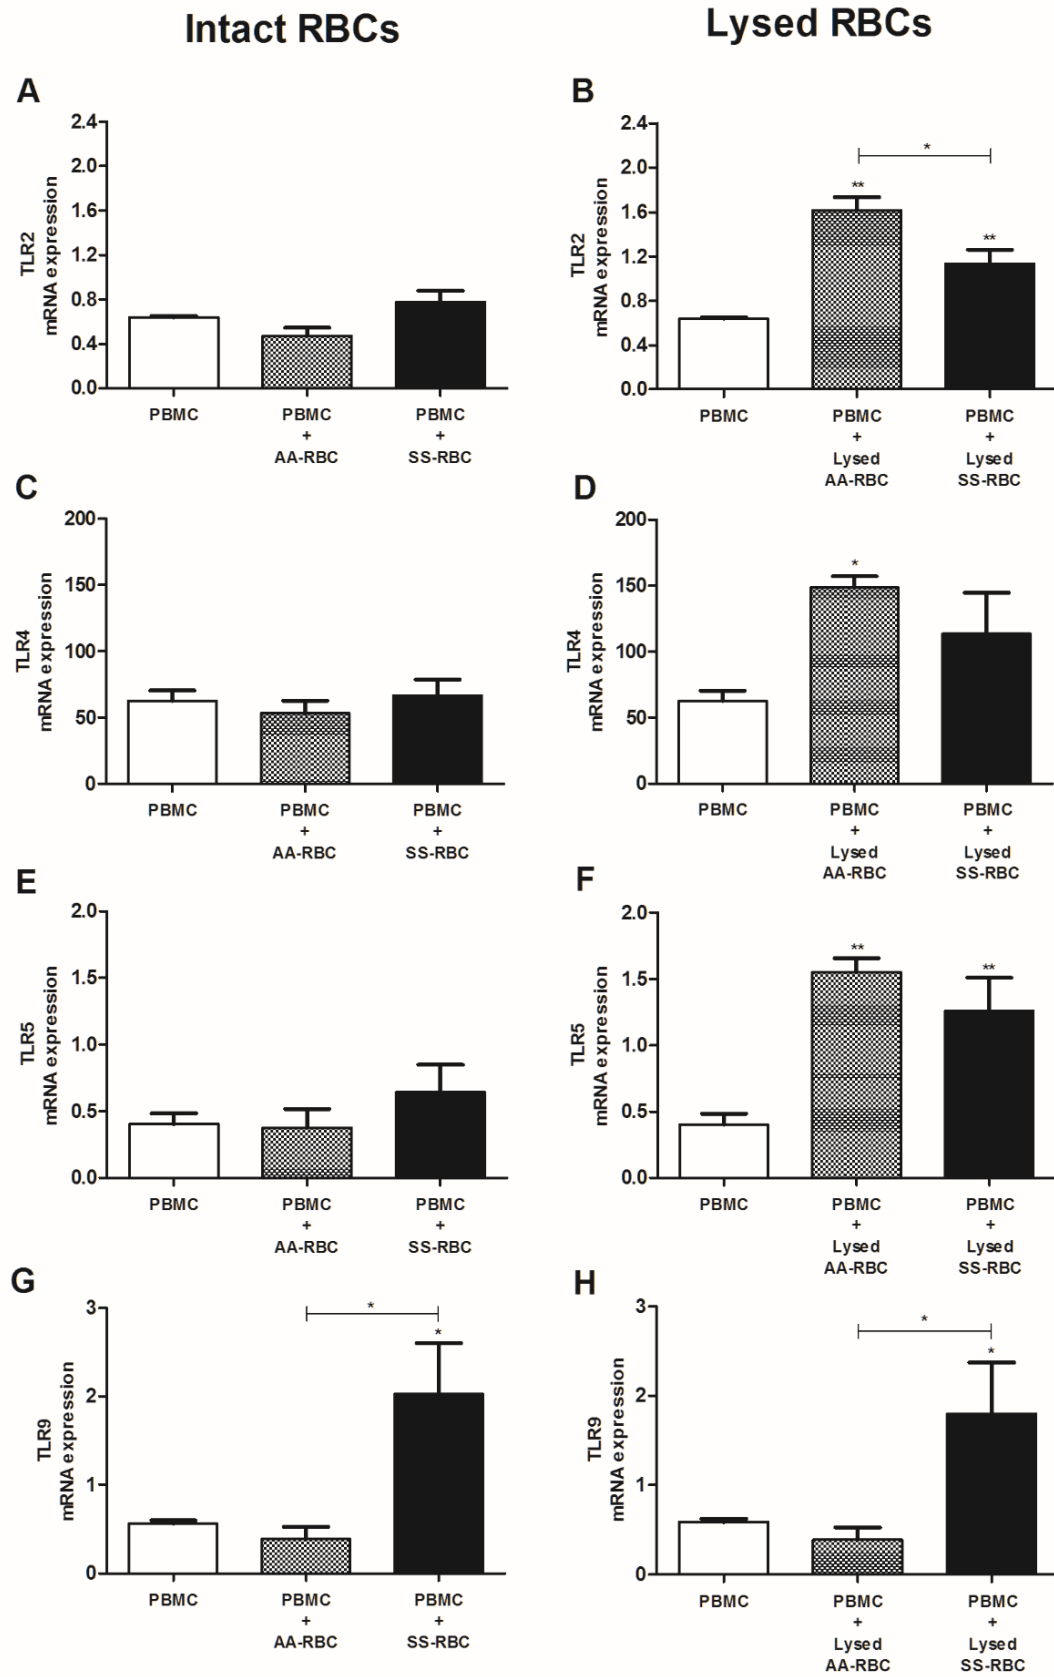 Intact RBCs
Lysed RBCs
A
TLR2
mRNA expression
2.4
2.0
1.6
1.2
0.8
0.4
0.0
PBMC
PBMC
+
AA-RBC
PBMC
+
SS-RBC
B
TLR2
mRNA expression
2.4
2.0
1.6
1.2
0.8
0.4
0.0
*
**
**
PBMC
PBMC
+
Lysed
AA-RBC
PBMC
+
Lysed
SS-RBC
C
TLR4
mRNA expression
200
150
100
50
0
PBMC
PBMC
+
AA-RBC
PBMC
+
SS-RBC
D
TLR4
mRNA expression
200
150
100
50
0
*
PBMC
PBMC
+
Lysed
AA-RBC
PBMC
+
Lysed
SS-RBC
E
TLR5
mRNA expression
2.0
1.5
1.0
0.5
0.0
PBMC
PBMC
+
AA-RBC
PBMC
+
SS-RBC
F
TLR5
mRNA expression
2.0
1.5
1.0
0.5
0.0
**
**
PBMC
PBMC
+
Lysed
AA-RBC
PBMC
+
Lysed
SS-RBC
G
TLR9
mRNA expression
3
2
1
0
*
*
PBMC
PBMC
+
AA-RBC
PBMC
+
SS-RBC
H
TLR9
mRNA expression
3
2
1
0
*
*
PBMC
PBMC
+
Lysed
AA-RBC
PBMC
+
Lysed
SS-RBC